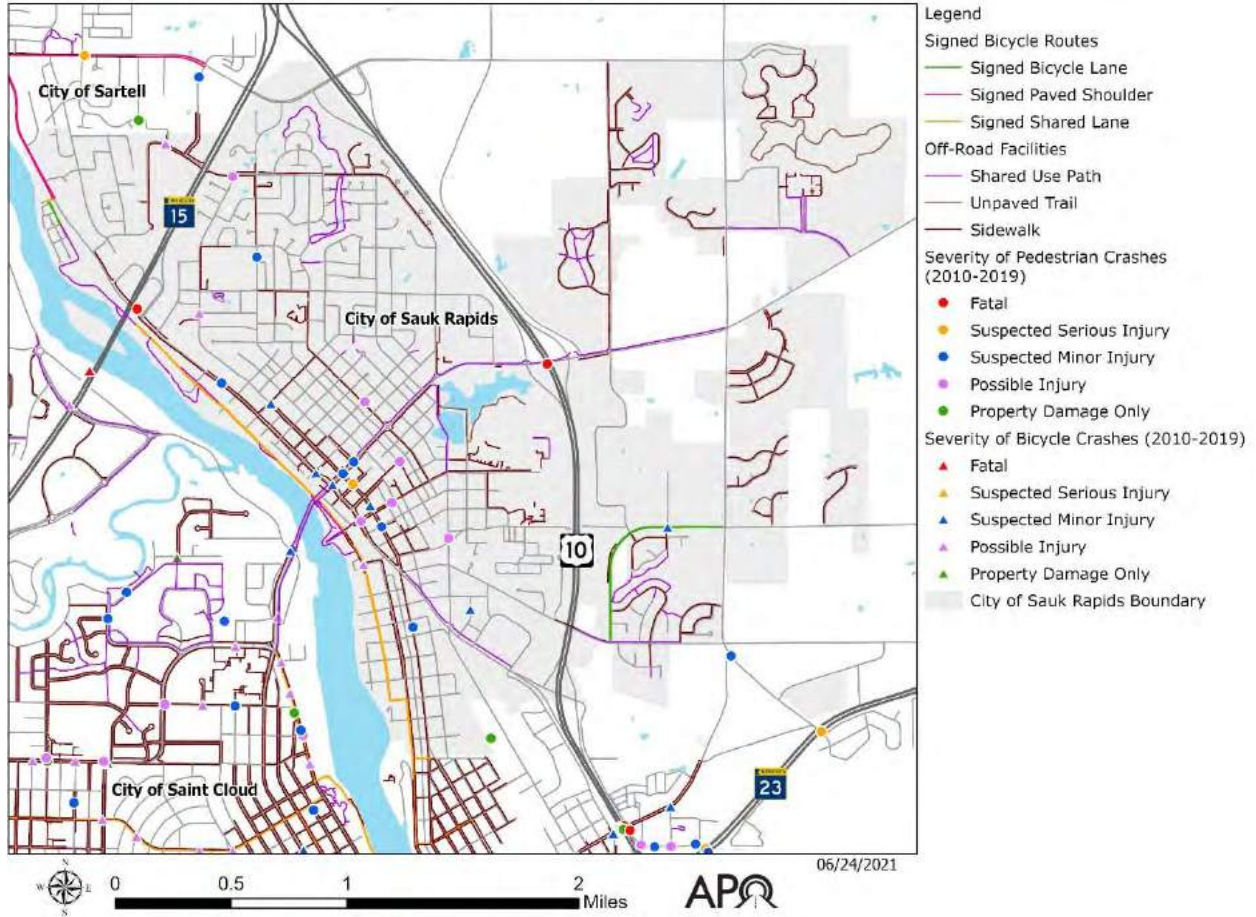 Legend
Signed Bicycle Routes
Signed Bicycle Lane
Signed Paved Shoulder
Signed Shared Lane
Off-Road Facilities
Shared Use Path
Unpaved Trail
Sidewalk
Severity of Pedestrian Crashes
(2010-2019)
Fatal
Suspected Serious Injury
Suspected Minor Injury
Possible Injury
Property Damage Only
Severity of Bicycle Crashes (2010-2019)
Fatal
Suspected Serious Injury
Suspected Minor Injury
Possible Injury
Property Damage Only
City of Sauk Rapids Boundary
City of Sartell
15
City of Sauk Rapids
10
23
City of Saint Cloud
06/24/2021
N
W E
S
0 0.5 1 2
Miles
APO